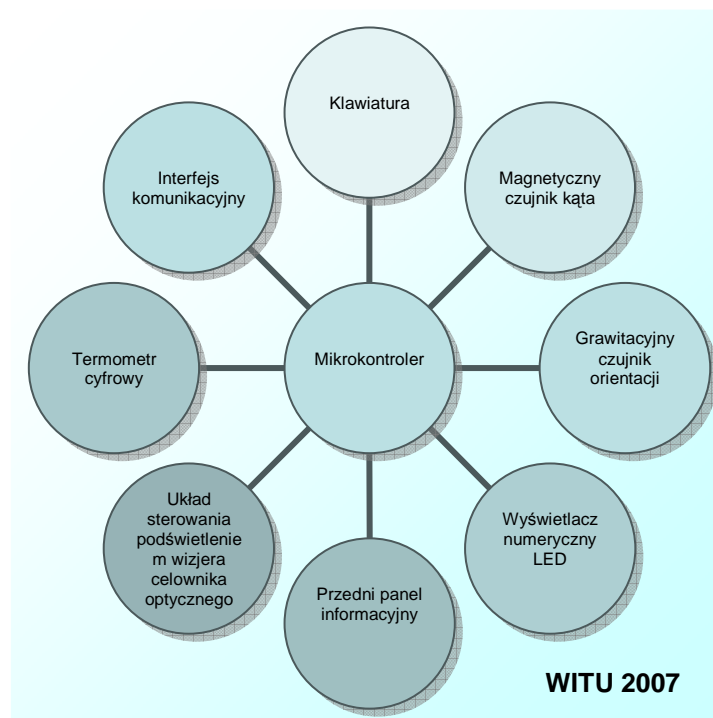 Klawiatura
Interfejs
komunikacyjny
Magnetyczny
czujnik kąta
Termometr
cyfrowy
Mikrokontroler
Grawitacyjny
czujnik
orientacji
Układ
sterowania
podświetlenie
m wizjera
celownika
optycznego
Wyświetlacz
numeryczny
LED
Przedni panel
informacyjny
WITU 2007